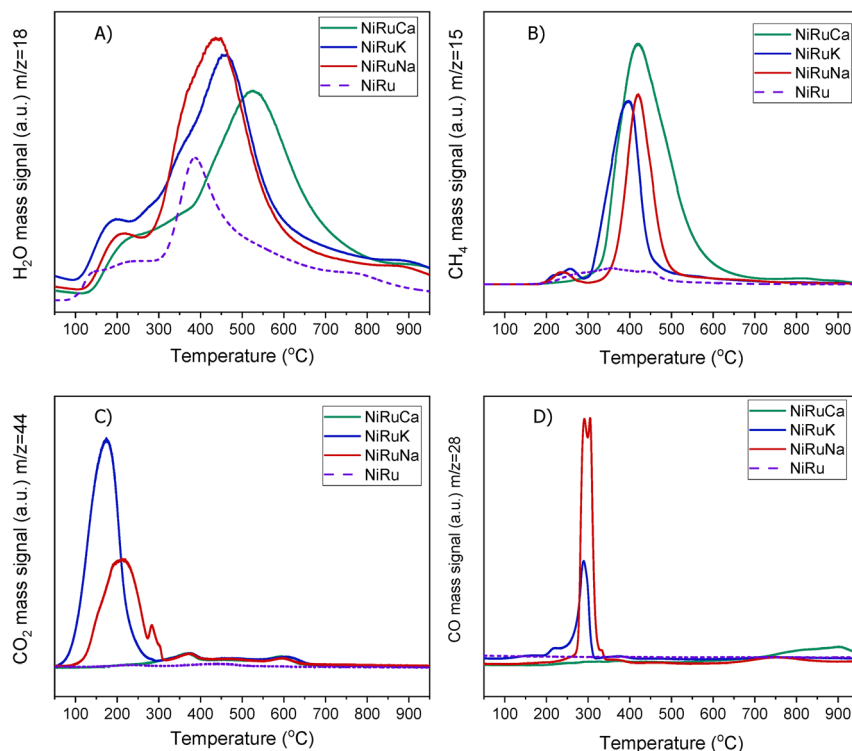 A)
H₂O mass signal (a.u.) m/z=18
NiRuCa
NiRuK
NiRuNa
NiRu
100 200 300 400 500 600 700 800 900
Temperature (°C)
B)
CH₄ mass signal (a.u.) m/z=15
NiRuCa
NiRuK
NiRuNa
NiRu
100 200 300 400 500 600 700 800 900
Temperature (°C)
C)
CO₂ mass signal (a.u.) m/z=44
NiRuCa
NiRuK
NiRuNa
NiRu
100 200 300 400 500 600 700 800 900
Temperature (°C)
D)
CO mass signal (a.u.) m/z=28
NiRuCa
NiRuK
NiRuNa
NiRu
100 200 300 400 500 600 700 800 900
Temperature (°C)